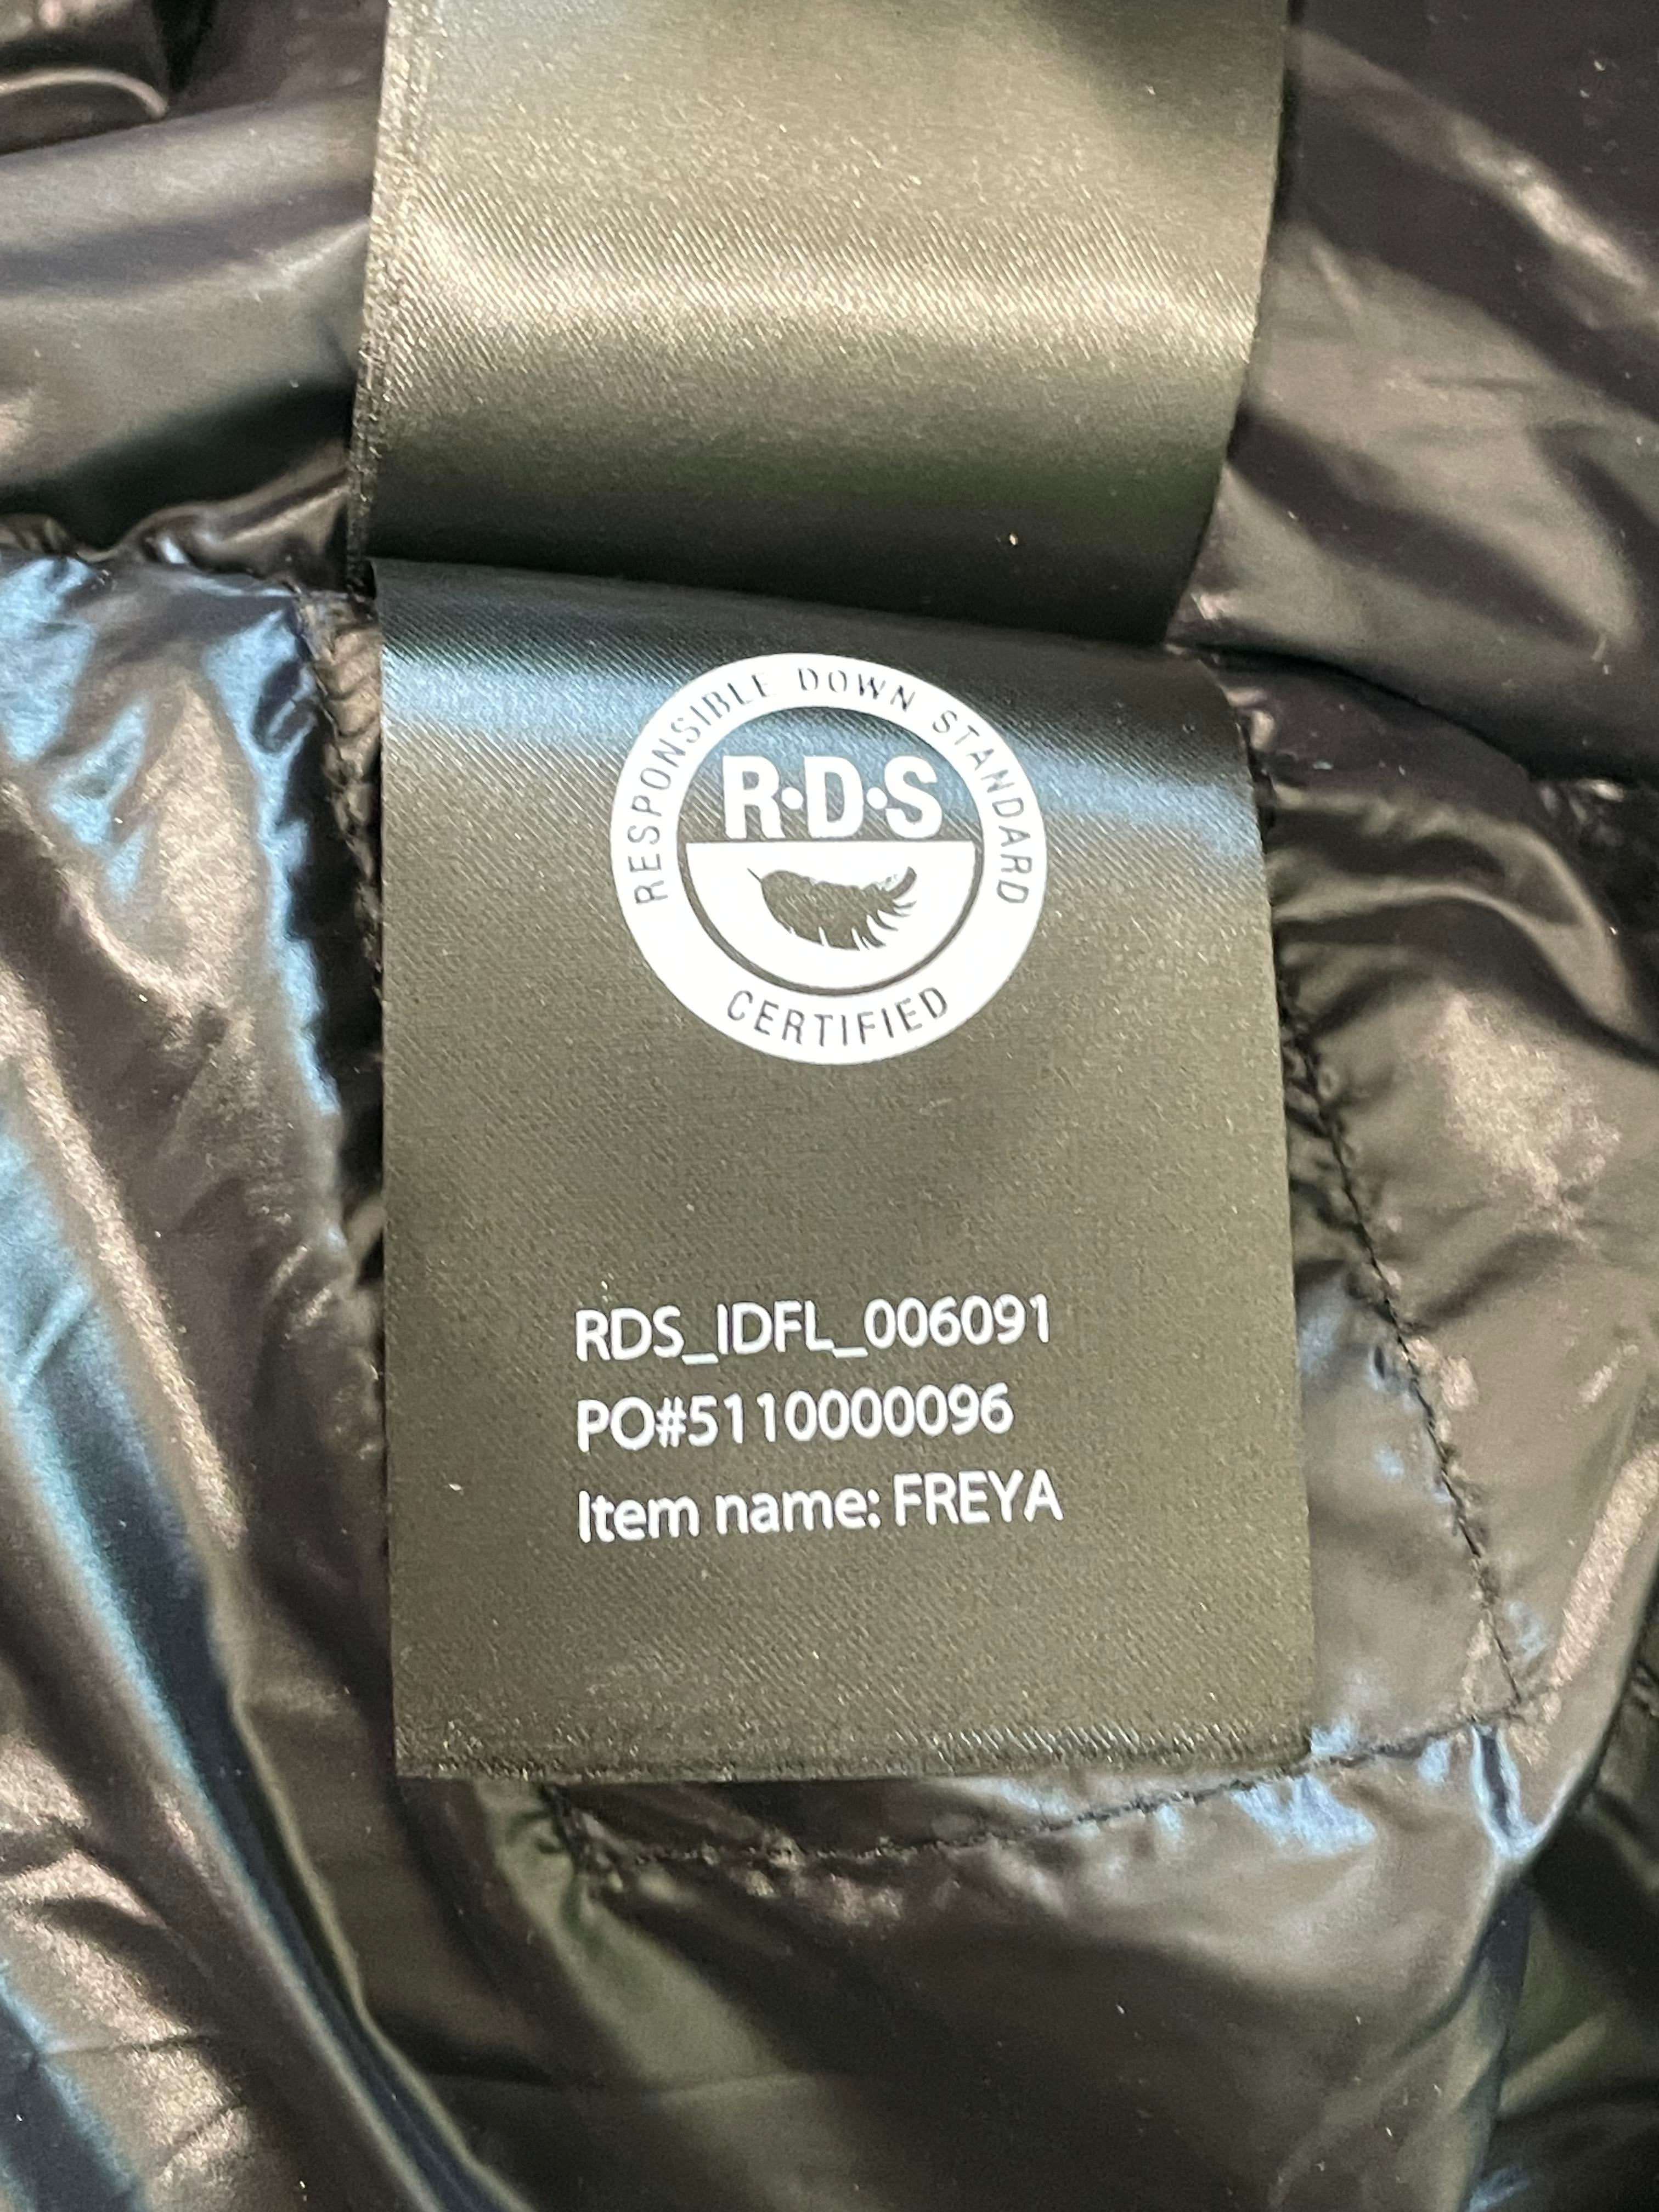 RESPONSIBLE DOWN STANDARD
R·D·S
CERTIFIED
RDS_IDFL_006091
PO#5110000096
Item name: FREYA